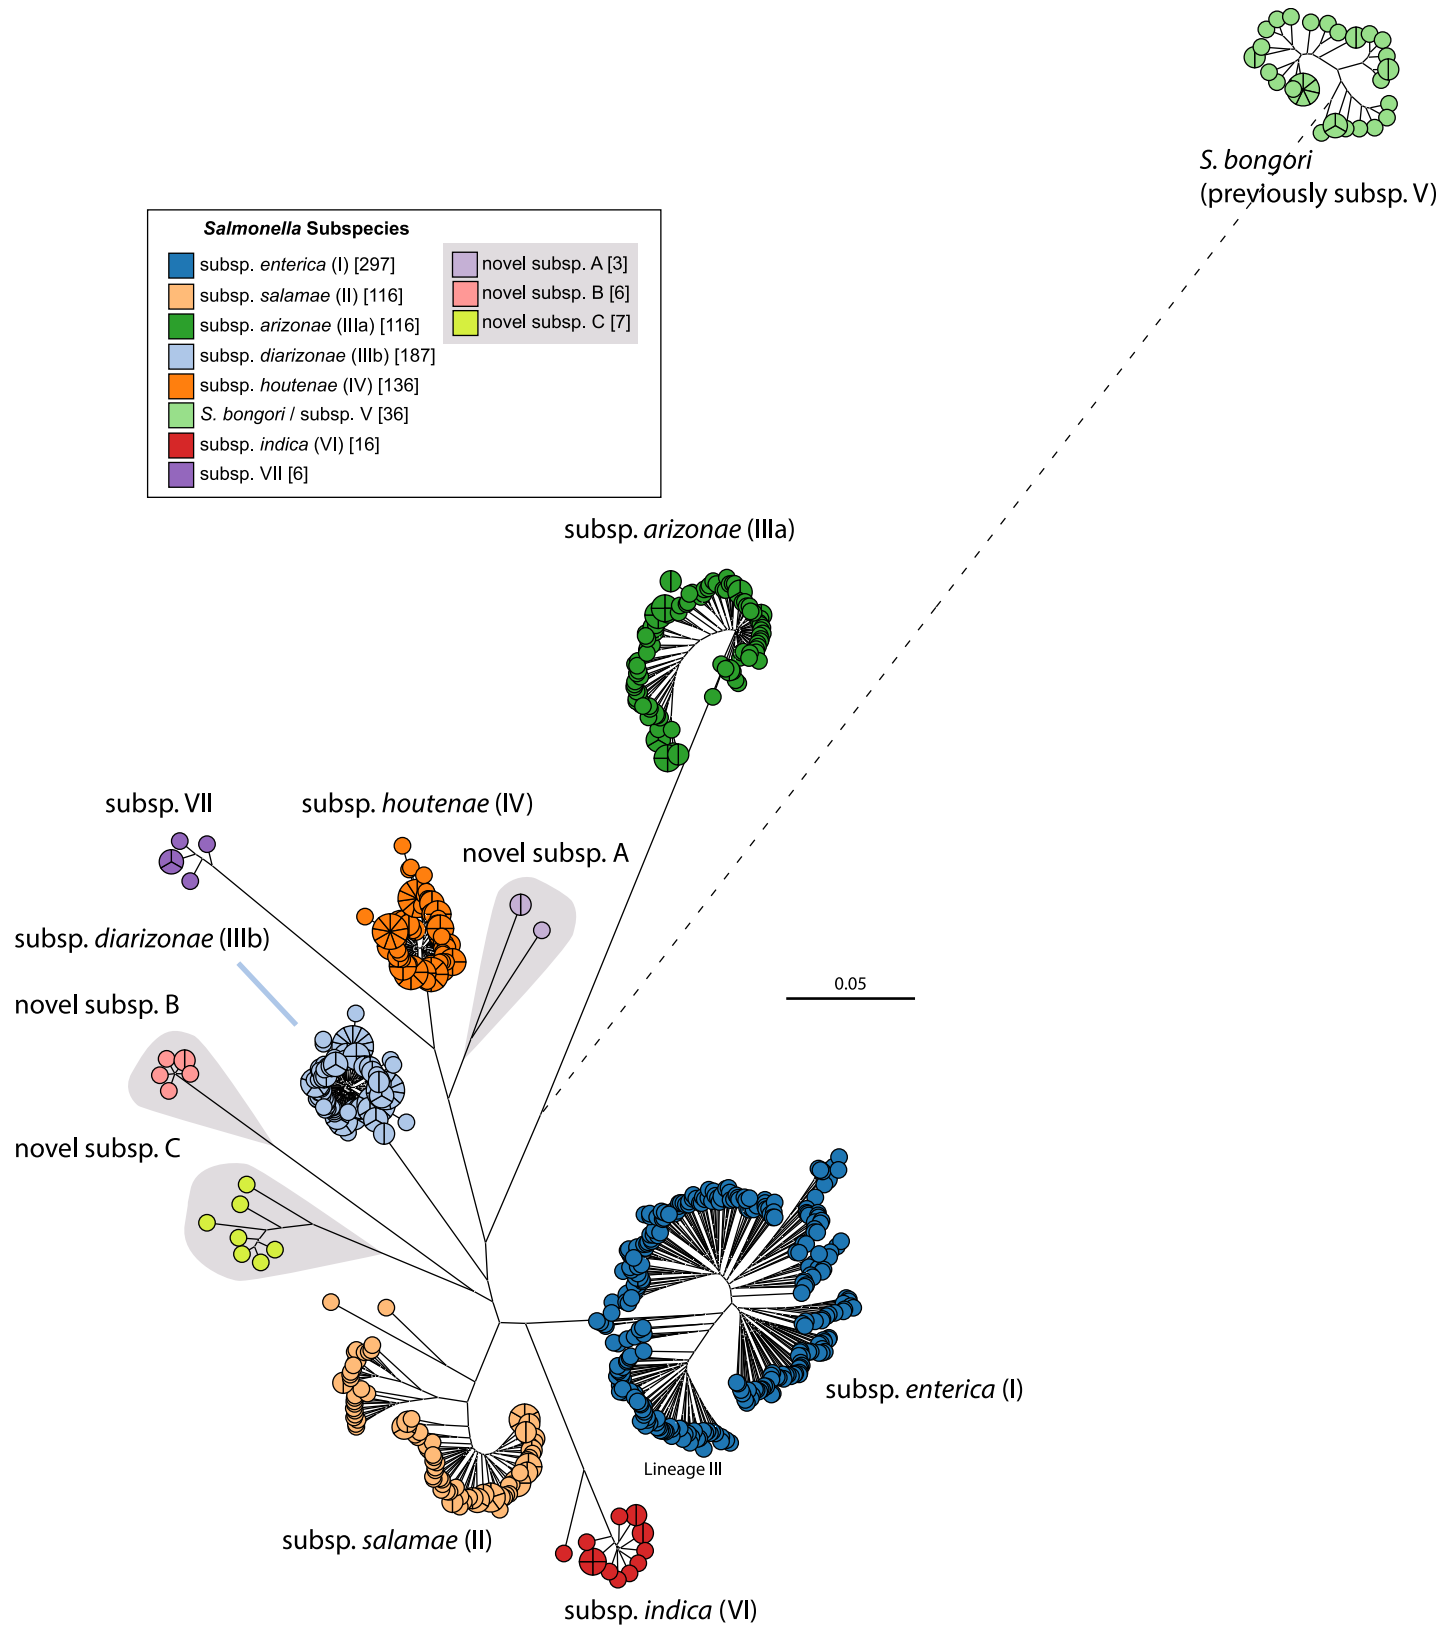 S. bongori
(previously subsp. V)
Salmonella Subspecies
subsp. enterica (I) [297]
subsp. salamae (II) [116]
subsp. arizonae (IIIa) [116]
subsp. diarizonae (IIIb) [187]
subsp. houtenae (IV) [136]
S. bongori / subsp. V [36]
subsp. indica (VI) [16]
subsp. VII [6]
novel subsp. A [3]
novel subsp. B [6]
novel subsp. C [7]
subsp. arizonae (IIIa)
subsp. VII
subsp. houtenae (IV)
novel subsp. A
subsp. diarizonae (IIIb)
novel subsp. B
0.05
novel subsp. C
subsp. enterica (I)
Lineage III
subsp. salamae (II)
subsp. indica (VI)